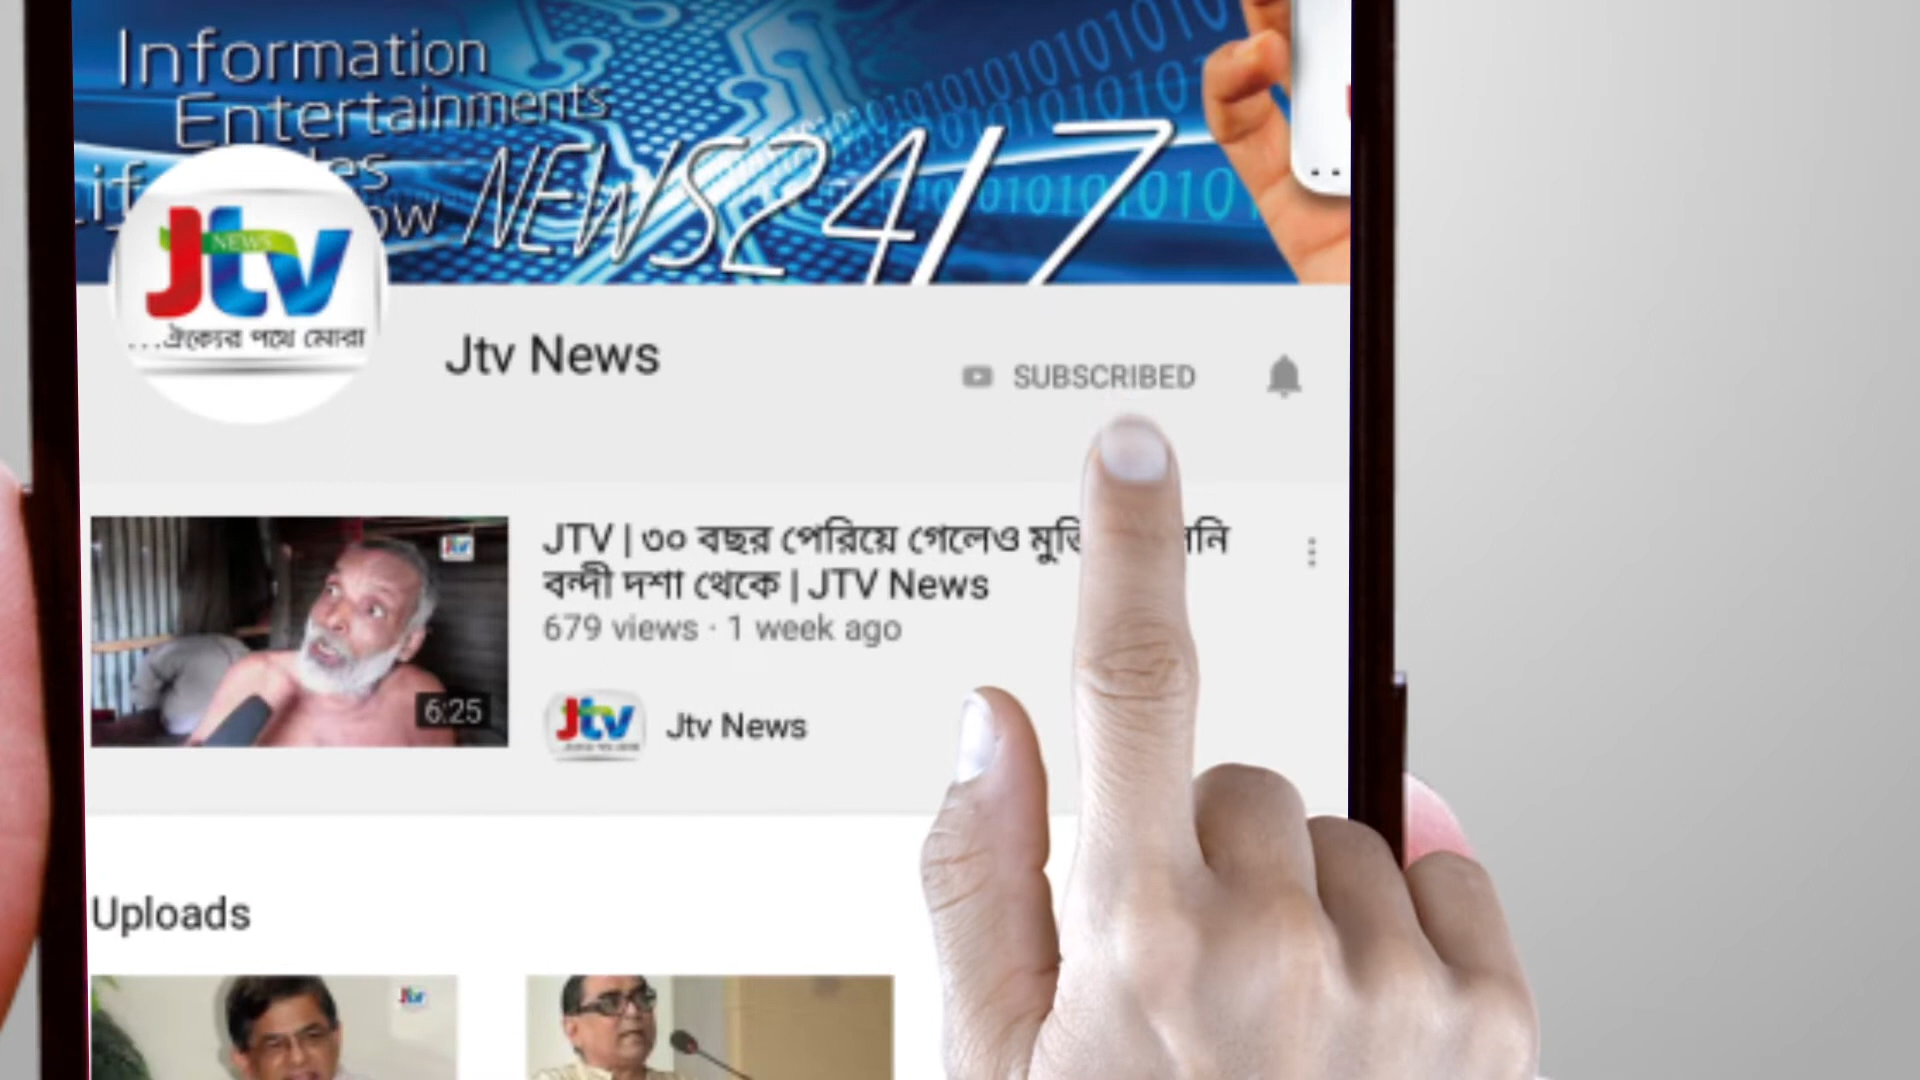 Information
Entertainments
NEWS24/7
JTV
NEWS
...ঐক্যের পথে মোরা
Jtv News
SUBSCRIBED
JTV | ৩০ বছর পেরিয়ে গেলেও
বন্দী দশা থেকে | JTV News
679 views · 1 week ago
6:25
Jtv
Jtv News
Uploads